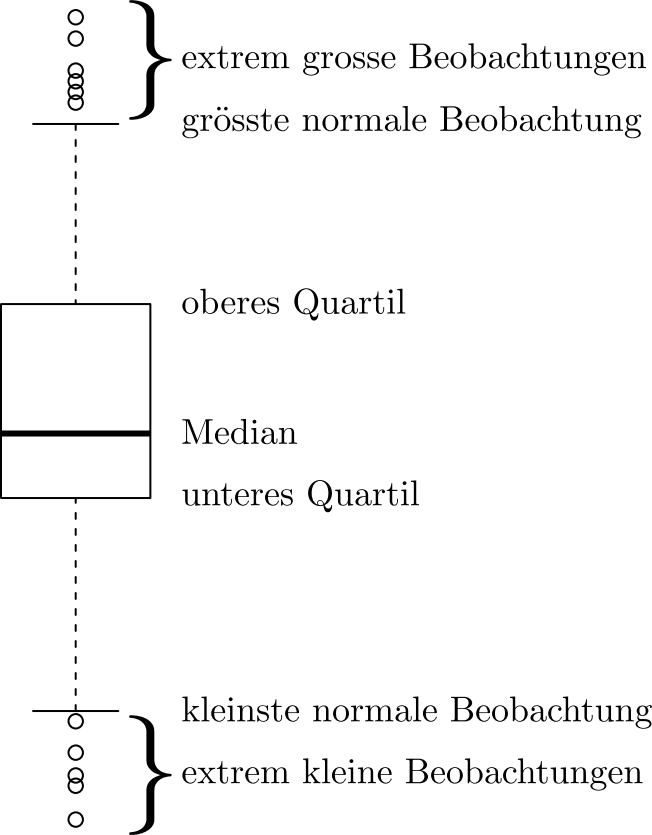 extrem grosse Beobachtungen
grösste normale Beobachtung
oberes Quartil
Median
unteres Quartil
kleinste normale Beobachtung
extrem kleine Beobachtungen